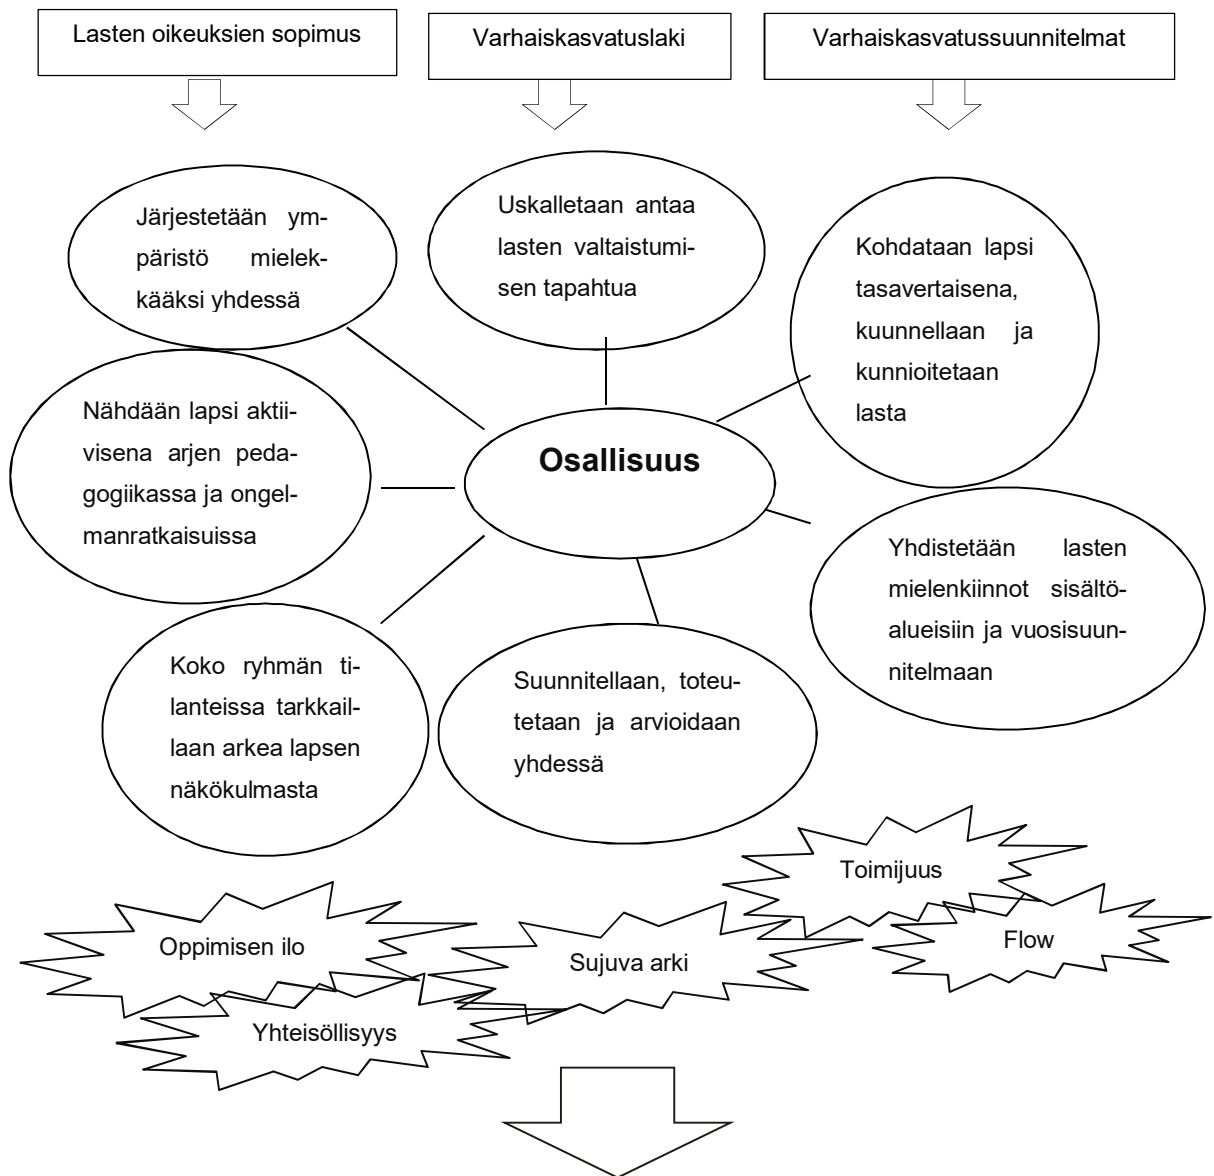 Lasten oikeuksien sopimus
Varhaiskasvatuslaki
Varhaiskasvatussuunnitelmat
Järjestetään ym-
päristö mielek-
kääksi yhdessä
Uskalletaan antaa
lasten valtaistumi-
sen tapahtua
Kohdataan lapsi
tasavertaisena,
kuunnellaan ja
kunnioitetaan
lasta
Nähdään lapsi aktii-
visena arjen peda-
gogiikassa ja ongel-
manratkaisuissa
Osallisuus
Yhdistetään lasten
mielenkiinnot sisältö-
alueisiin ja vuosisuun-
nitelmaan
Koko ryhmän ti-
lanteissa tarkkail-
laan arkea lapsen
näkökulmasta
Suunnitellaan, toteu-
tetaan ja arvioidaan
yhdessä
Toimijuus
Oppimisen ilo
Sujuva arki
Flow
Yhteisöllisyys